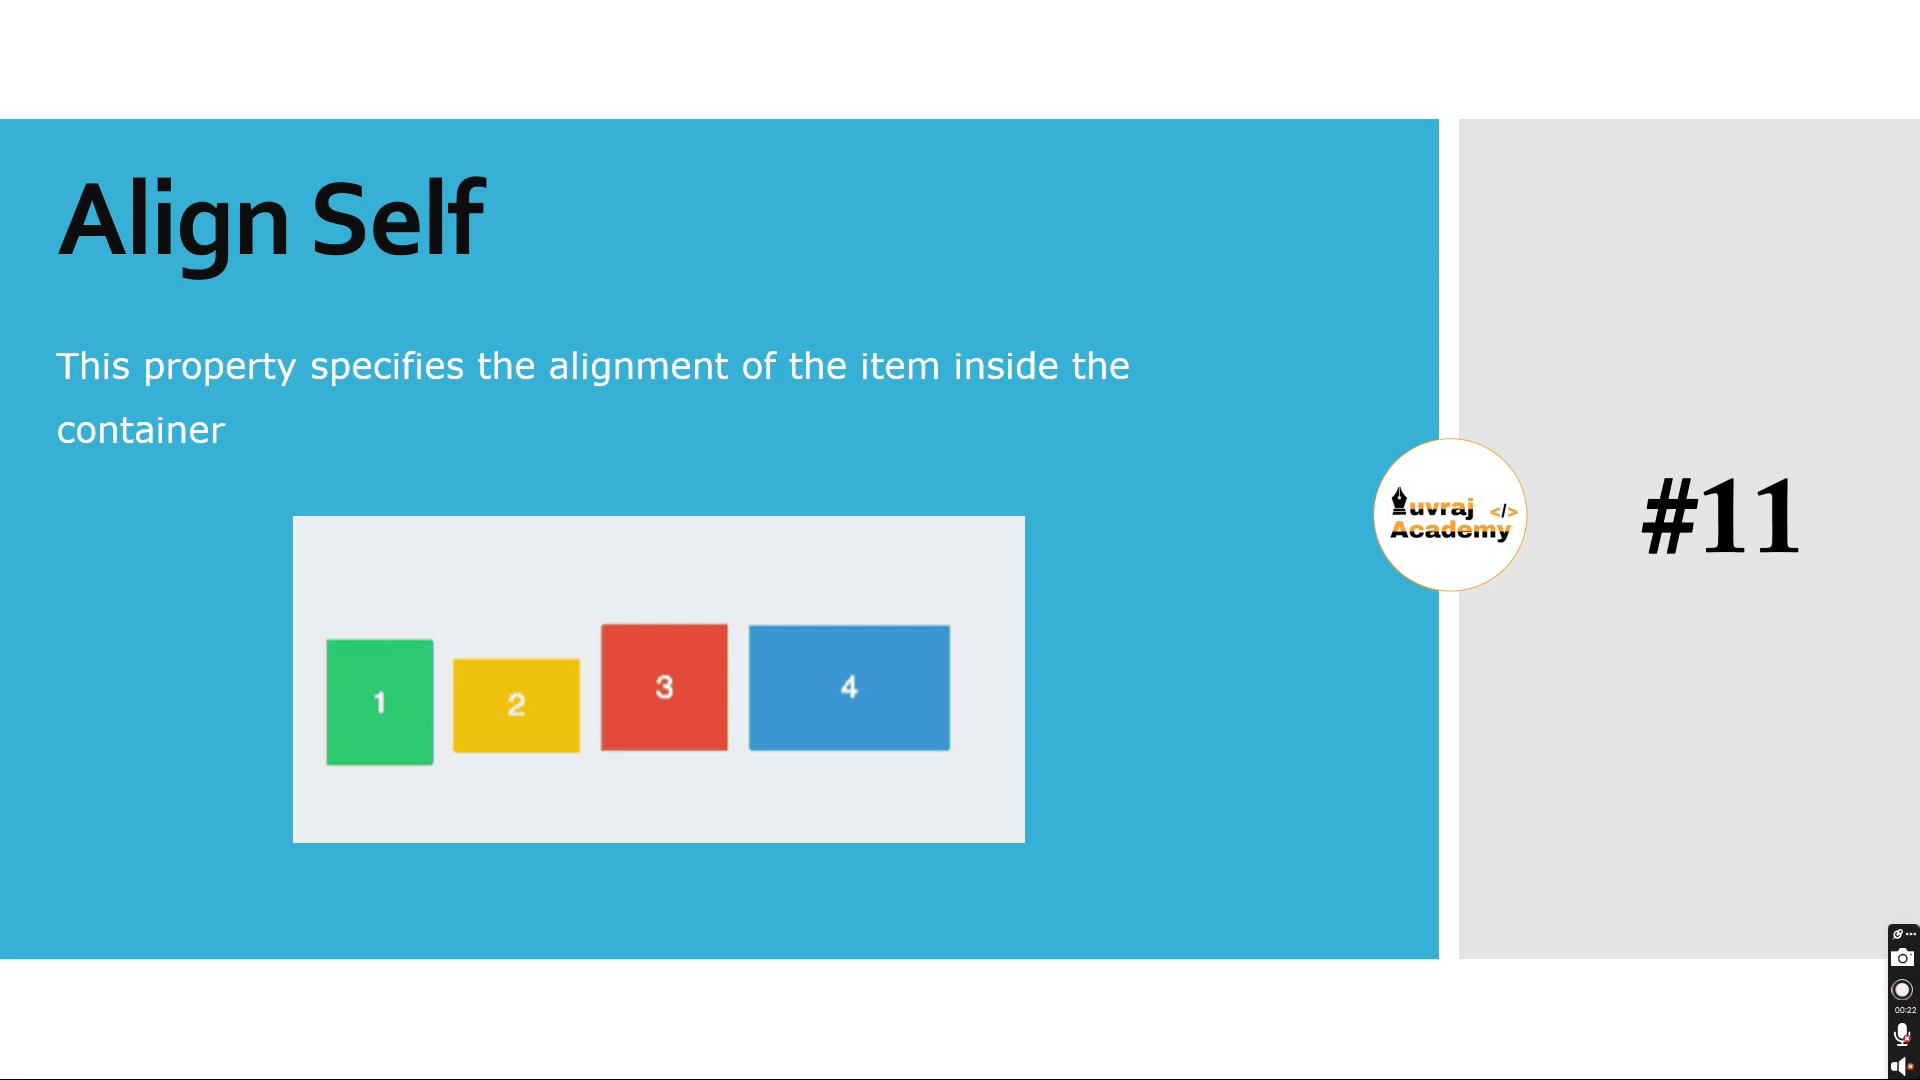 Align Self
This property specifies the alignment of the item inside the
container
1
2
3
4
uvraj </>
Academy
#11
00:22